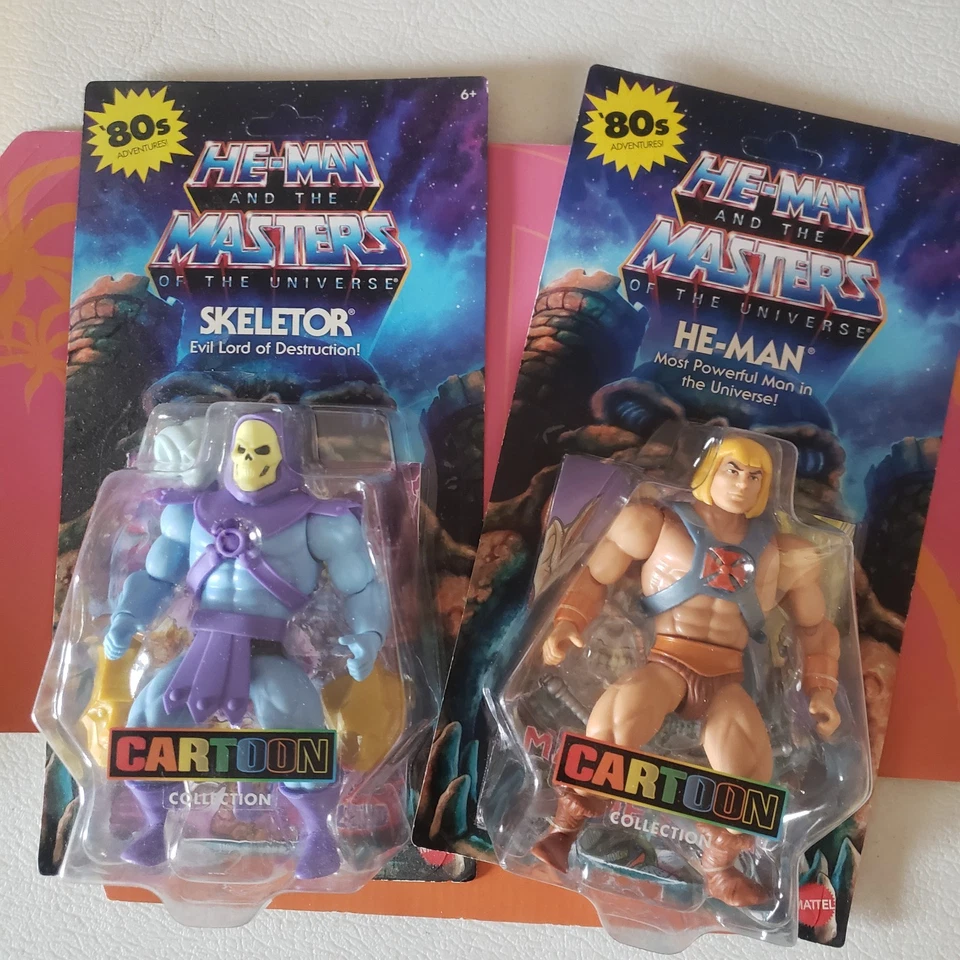 '80s
ADVENTURES!
6+
HE-MAN
AND THE
MASTERS
OF THE UNIVERSE®
SKELETOR®
Evil Lord of Destruction!
CARTOON
COLLECTION
'80s
ADVENTURES!
HE-MAN
AND THE
MASTERS
OF THE UNIVERSE®
HE-MAN®
Most Powerful Man in
the Universe!
CARTOON
COLLECTION
MATTEL